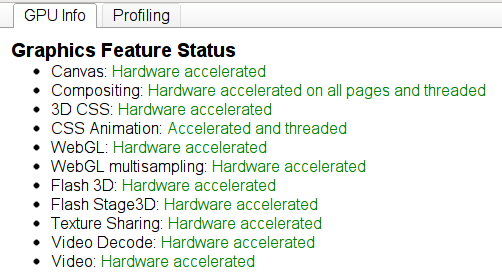 GPU Info Profiling
Graphics Feature Status
Canvas: Hardware accelerated
Compositing: Hardware accelerated on all pages and threaded
3D CSS: Hardware accelerated
CSS Animation: Accelerated and threaded
WebGL: Hardware accelerated
WebGL multisampling: Hardware accelerated
Flash 3D: Hardware accelerated
Flash Stage3D: Hardware accelerated
Texture Sharing: Hardware accelerated
Video Decode: Hardware accelerated
Video: Hardware accelerated